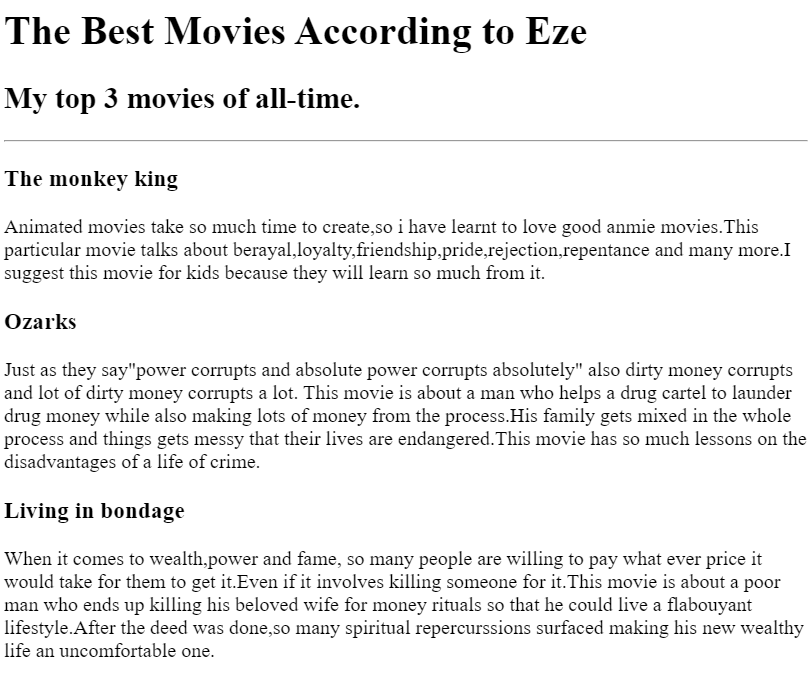 The Best Movies According to Eze
My top 3 movies of all-time.
The monkey king
Animated movies take so much time to create,so i have learnt to love good anmie movies.This
particular movie talks about berayal,loyalty,friendship,pride,rejection,repentance and many more.I
suggest this movie for kids because they will learn so much from it.
Ozarks
Just as they say"power corrupts and absolute power corrupts absolutely" also dirty money corrupts
and lot of dirty money corrupts a lot. This movie is about a man who helps a drug cartel to launder
drug money while also making lots of money from the process.His family gets mixed in the whole
process and things gets messy that their lives are endangered.This movie has so much lessons on the
disadvantages of a life of crime.
Living in bondage
When it comes to wealth,power and fame, so many people are willing to pay what ever price it
would take for them to get it.Even if it involves killing someone for it.This movie is about a poor
man who ends up killing his beloved wife for money rituals so that he could live a flabouyant
lifestyle.After the deed was done,so many spiritual repercurssions surfaced making his new wealthy
life an uncomfortable one.